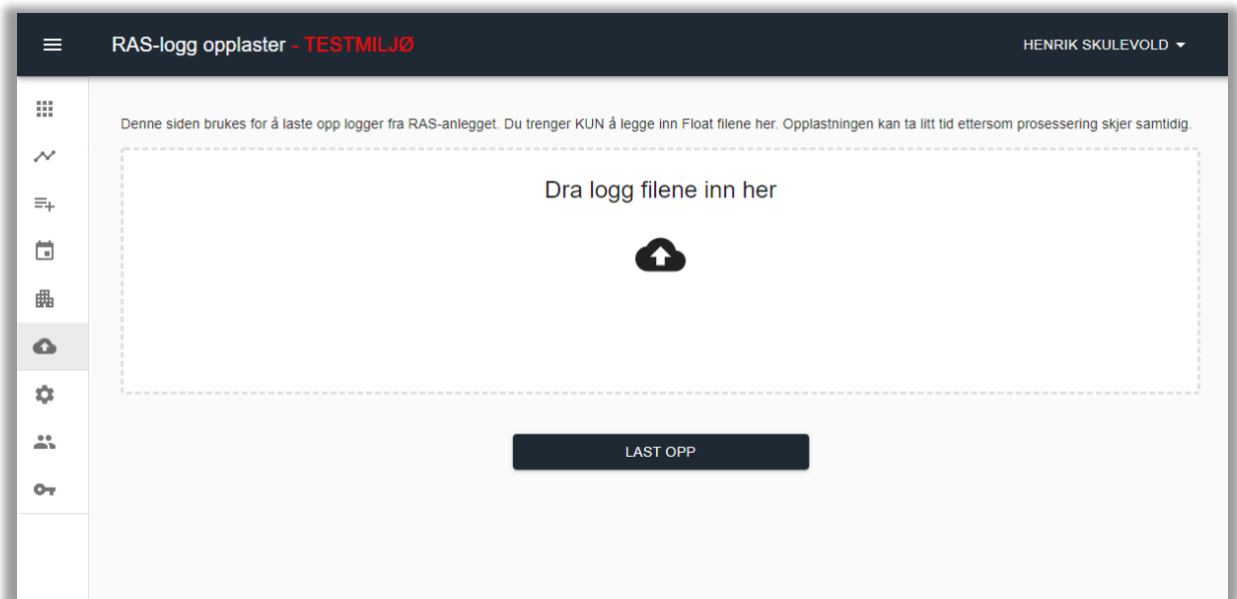 RAS-logg opplaster - TESTMILJØ
HENRIK SKULEVOLD
Denne siden brukes for å laste opp logger fra RAS-anlegget. Du trenger KUN å legge inn Float filene her. Opplastningen kan ta litt tid ettersom prosessering skjer samtidig.
Dra logg filene inn her
LAST OPP